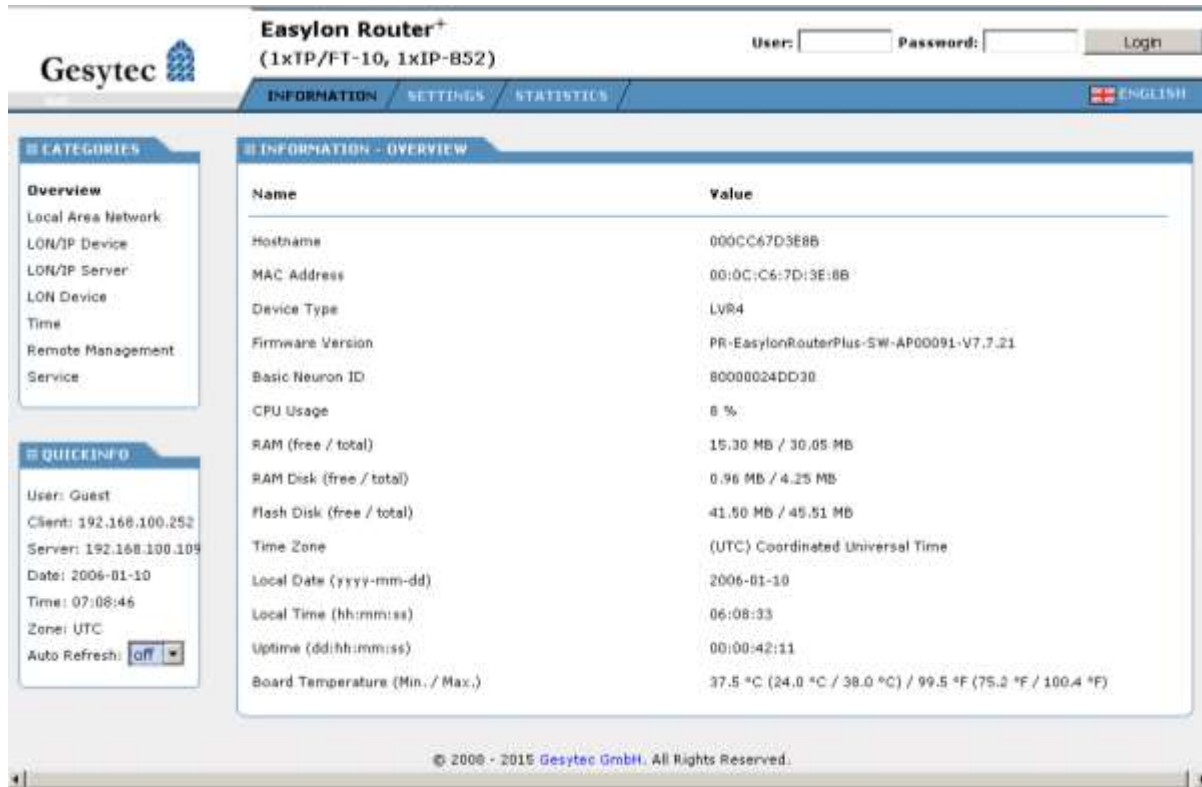 Gesytec
Easylon Router+
(1xTP/FT-10, 1xIP-852)
User:
Password:
Login
INFORMATION / SETTINGS / STATISTICS /
ENGLISH
CATEGORIES
Overview
Local Area Network
LON/IP Device
LON/IP Server
LON Device
Time
Remote Management
Service
QUICKINFO
User: Guest
Client: 192.168.100.252
Server: 192.168.100.109
Date: 2006-01-10
Time: 07:08:46
Zone: UTC
Auto Refresh: off
INFORMATION - OVERVIEW
Name Value
Hostname 000CC67D3E8B
MAC Address 00:0C:C6:7D:3E:8B
Device Type LVR4
Firmware Version PR-EasylonRouterPlus-SW-AP00091-V7.7.21
Basic Neuron ID 80000024DD30
CPU Usage 8 %
RAM (free / total) 15.30 MB / 30.05 MB
RAM Disk (free / total) 0.96 MB / 4.25 MB
Flash Disk (free / total) 41.50 MB / 45.51 MB
Time Zone (UTC) Coordinated Universal Time
Local Date (yyyy-mm-dd) 2006-01-10
Local Time (hh:mm:ss) 06:08:33
Uptime (dd:hh:mm:ss) 00:00:42:11
Board Temperature (Min. / Max.) 37.5 °C (24.0 °C / 38.0 °C) / 99.5 °F (75.2 °F / 100.4 °F)
© 2008 - 2015 Gesytec GmbH. All Rights Reserved.